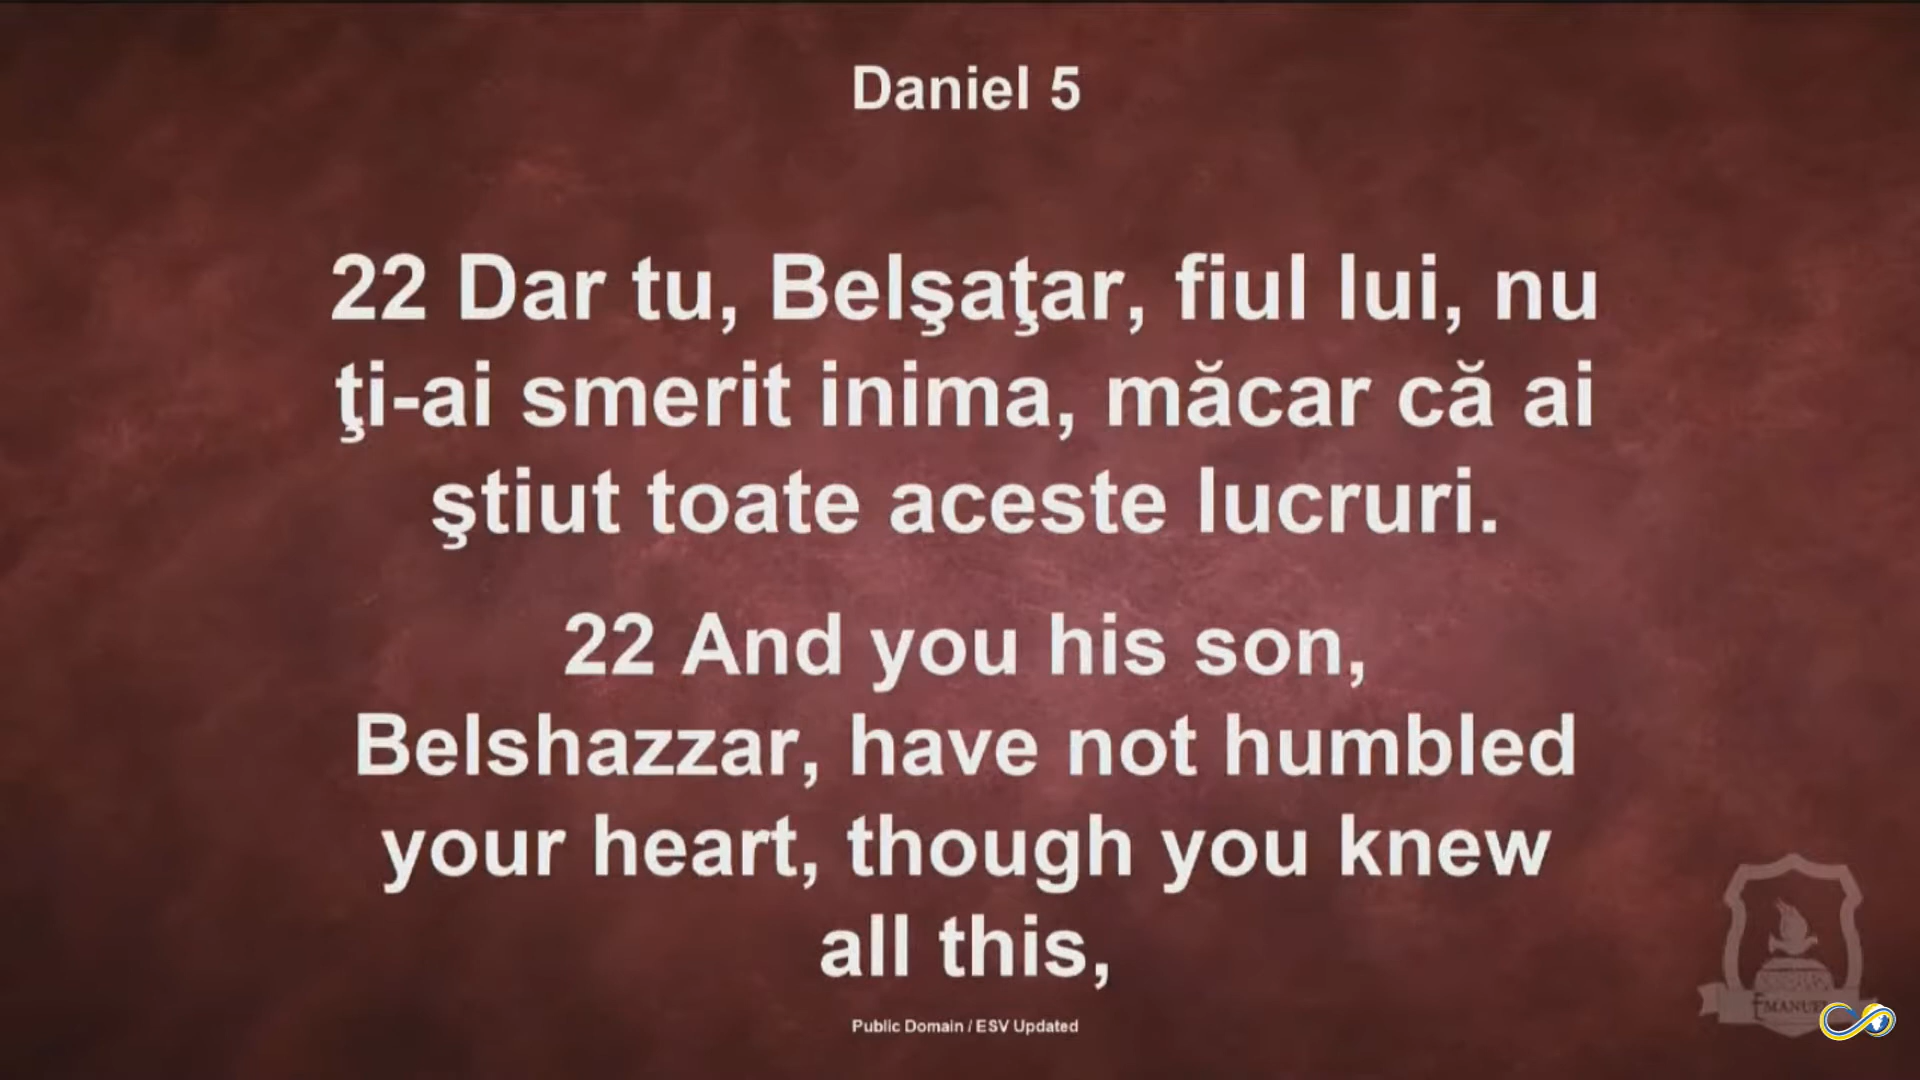 Daniel 5
22 Dar tu, Belşaţar, fiul lui, nu
ţi-ai smerit inima, măcar că ai
ştiut toate aceste lucruri.
22 And you his son,
Belshazzar, have not humbled
your heart, though you knew
all this,
Public Domain / ESV Updated